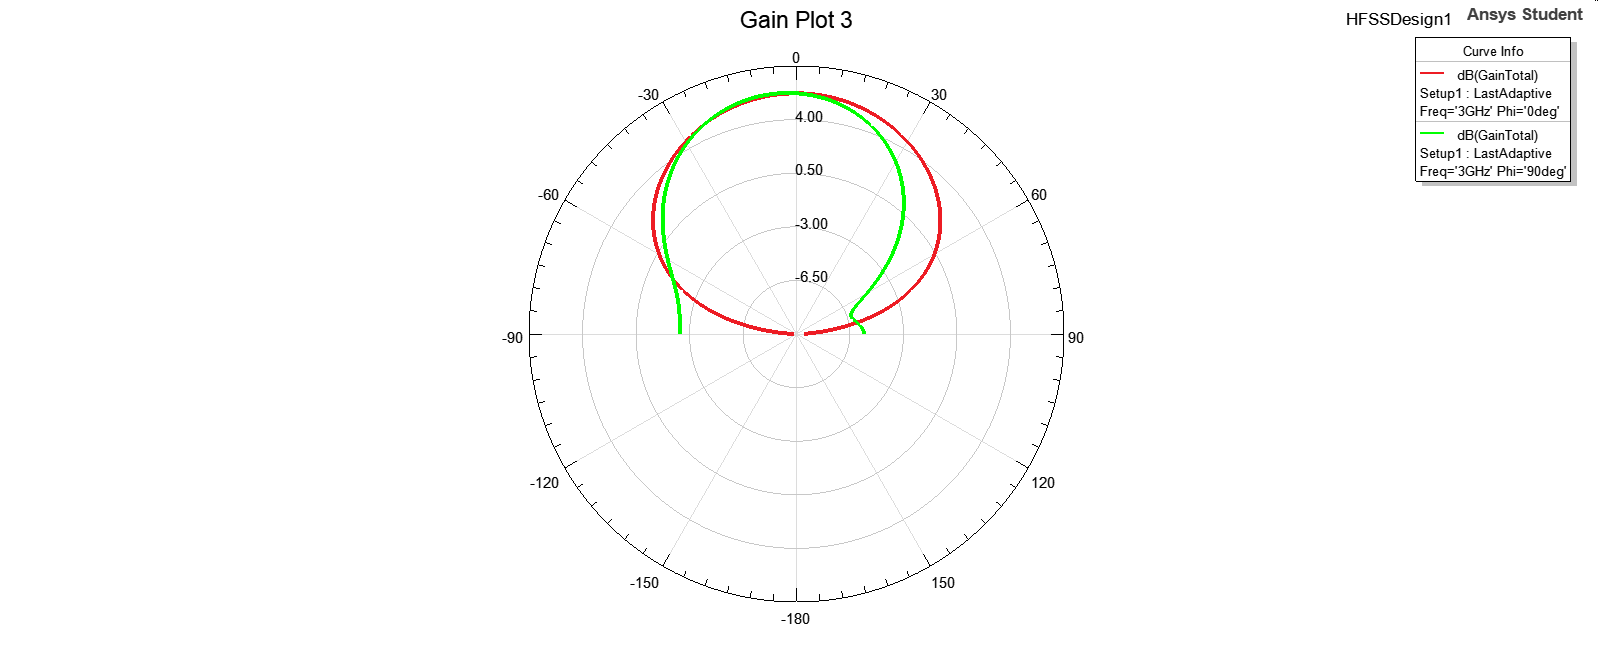 Gain Plot 3
HFSSDesign1
Ansys Student
Curve Info
dB(GainTotal)
Setup1 : LastAdaptive
Freq='3GHz' Phi='0deg'
dB(GainTotal)
Setup1 : LastAdaptive
Freq='3GHz' Phi='90deg'
0
-30
30
4.00
0.50
-60
60
-3.00
-6.50
-90
90
-120
120
-150
150
-180